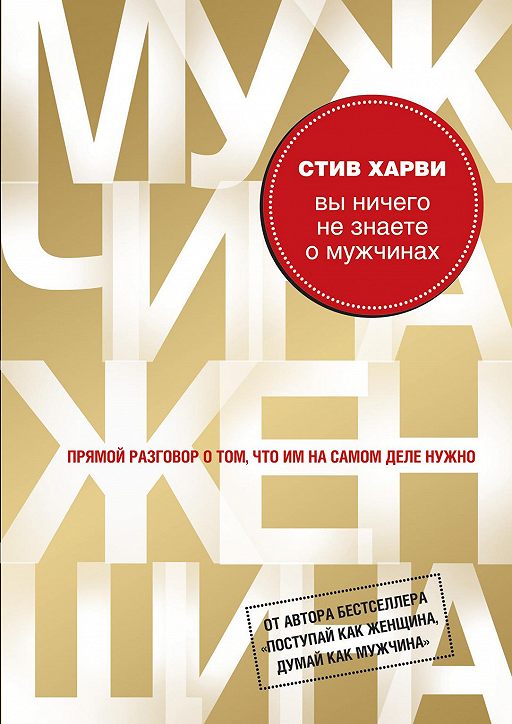 МУЖ
ЧИНА
ЖЕН
ЩИНА
СТИВ ХАРВИ
вы ничего
не знаете
о мужчинах
ПРЯМОЙ РАЗГОВОР О ТОМ, ЧТО ИМ НА САМОМ ДЕЛЕ НУЖНО
ОТ АВТОРА БЕСТСЕЛЛЕРА
«ПОСТУПАЙ КАК ЖЕНЩИНА,
ДУМАЙ КАК МУЖЧИНА»